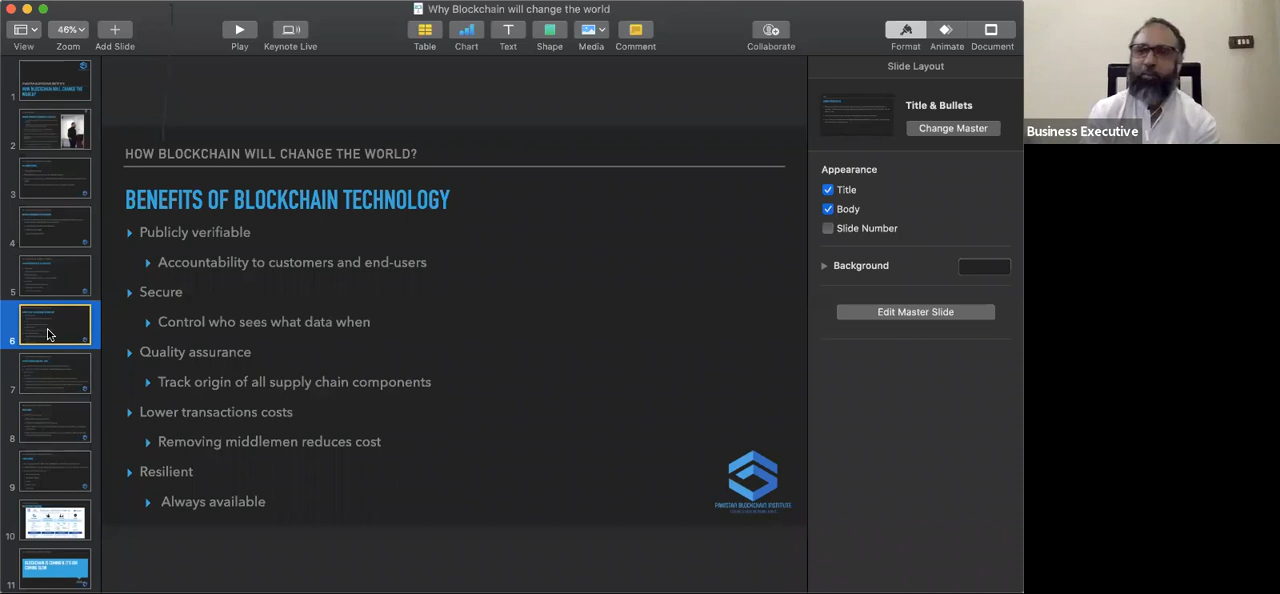 Why Blockchain will change the world
46%
View
Zoom
Add Slide
Play
Keynote Live
Table
Chart
Text
Shape
Media
Comment
Collaborate
Format
Animate
Document
Slide Layout
Title & Bullets
Change Master
Appearance
Title
Body
Slide Number
Background
Edit Master Slide
1
2
3
4
5
6
7
8
9
10
11
HOW BLOCKCHAIN WILL CHANGE THE WORLD?
BENEFITS OF BLOCKCHAIN TECHNOLOGY
Publicly verifiable
Accountability to customers and end-users
Secure
Control who sees what data when
Quality assurance
Track origin of all supply chain components
Lower transactions costs
Removing middlemen reduces cost
Resilient
Always available
PAKISTAN BLOCKCHAIN INSTITUTE
Business Executive